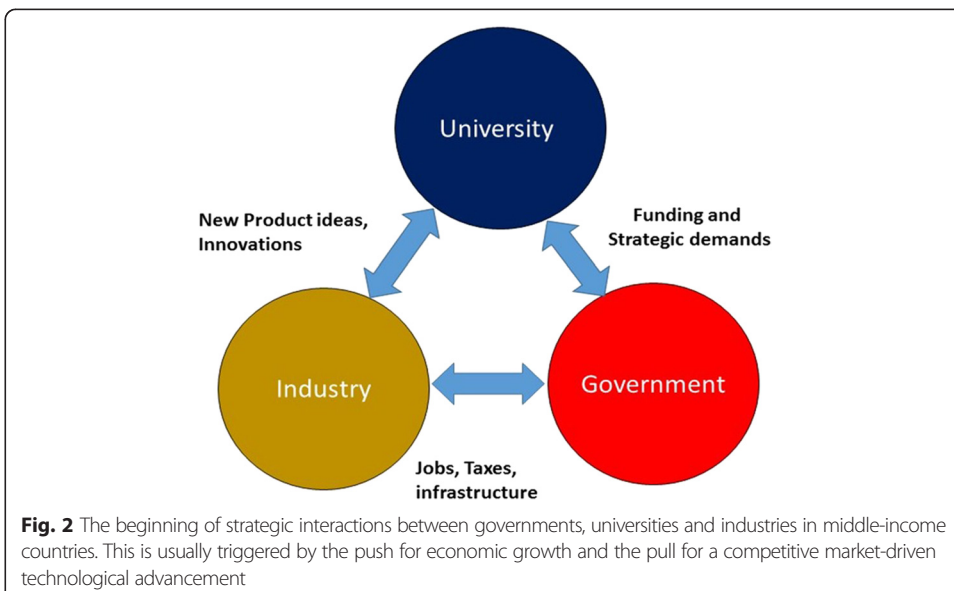 University
New Product ideas,
Innovations
Funding and
Strategic demands
Industry
Government
Jobs, Taxes,
infrastructure
Fig. 2 The beginning of strategic interactions between governments, universities and industries in middle-income
countries. This is usually triggered by the push for economic growth and the pull for a competitive market-driven
technological advancement